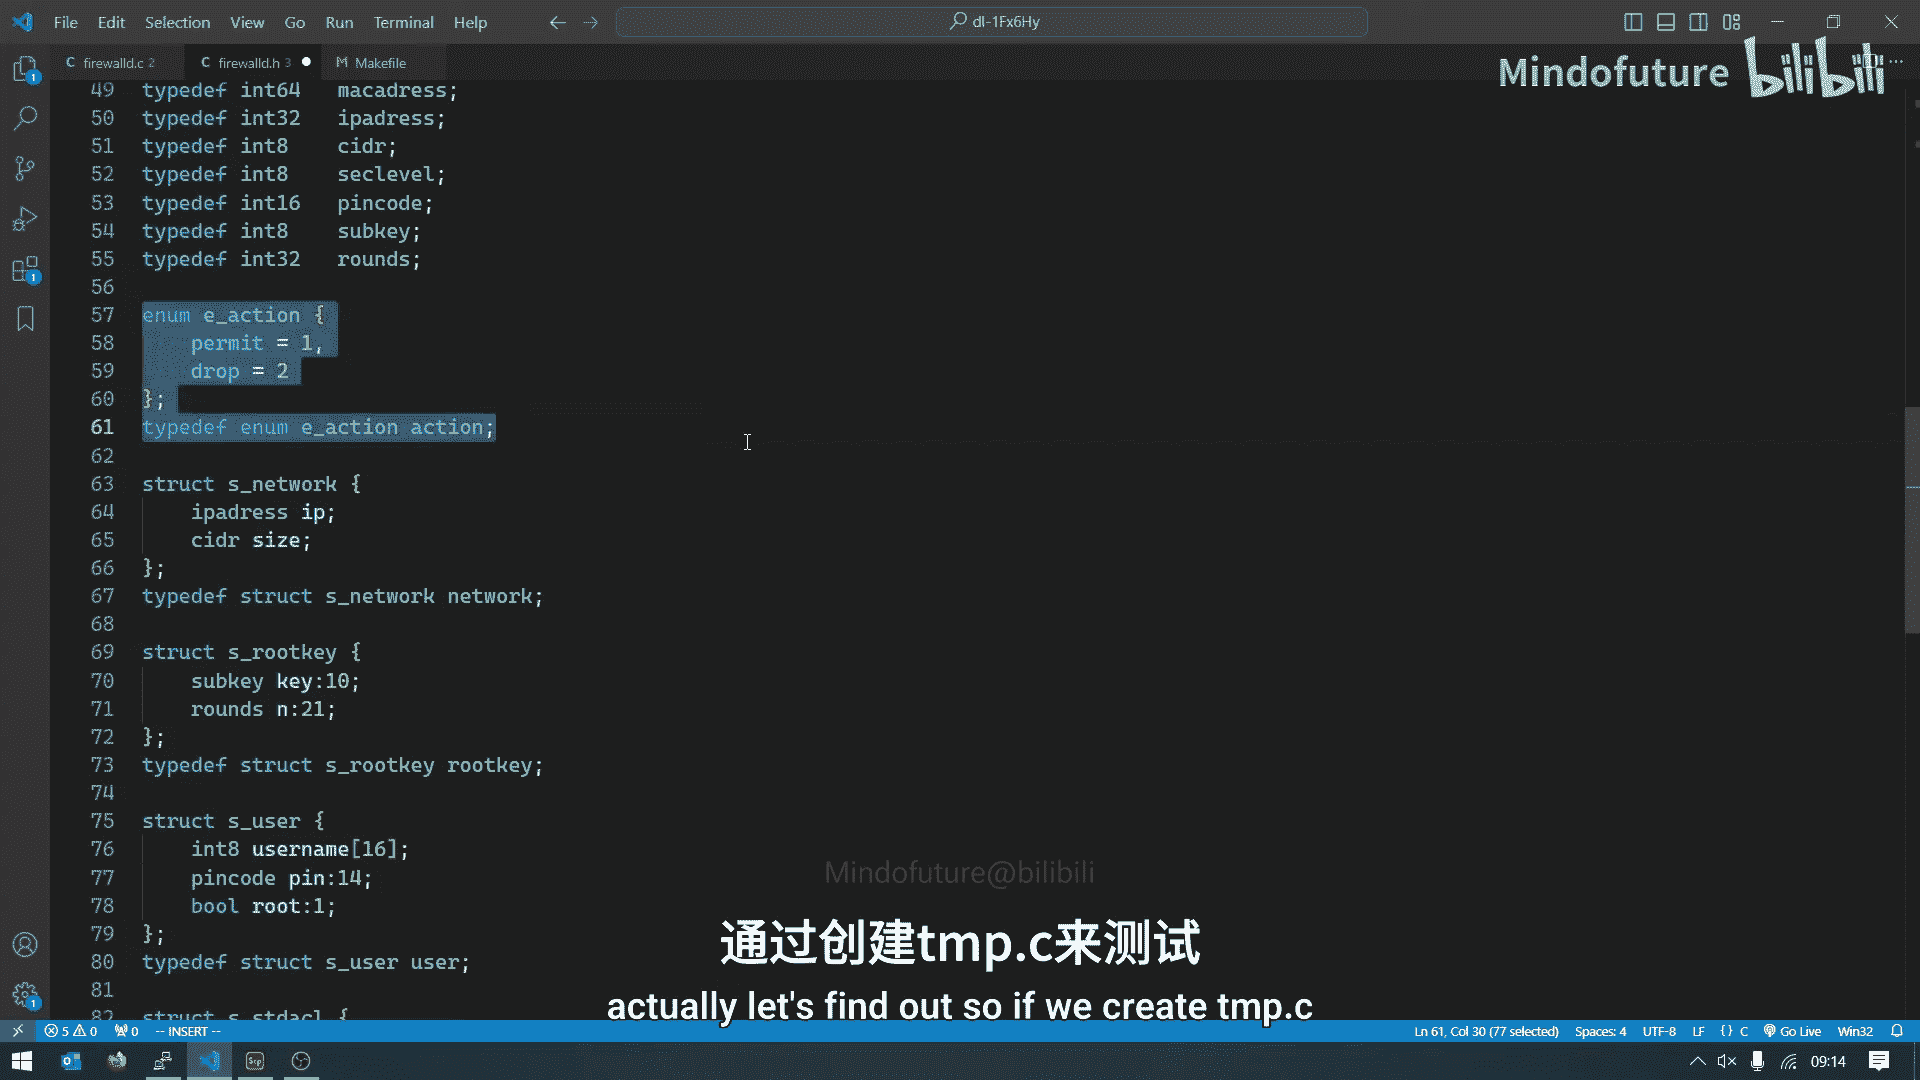 File Edit Selection View Go Run Terminal Help
dl-1Fx6Hy
firewalld.c 2
firewalld.h 3
Makefile
Mindofuture bilibili
49 typedef int64 macadress;
50 typedef int32 ipadress;
51 typedef int8 cidr;
52 typedef int8 seclevel;
53 typedef int16 pincode;
54 typedef int8 subkey;
55 typedef int32 rounds;
56
57 enum e_action {
58 permit = 1,
59 drop = 2
60 };
61 typedef enum e_action action;
62
63 struct s_network {
64 ipadress ip;
65 cidr size;
66 };
67 typedef struct s_network network;
68
69 struct s_rootkey {
70 subkey key:10;
71 rounds n:21;
72 };
73 typedef struct s_rootkey rootkey;
74
75 struct s_user {
76 int8 username[16];
77 pincode pin:14;
78 bool root:1;
79 };
80 typedef struct s_user user;
81
82 struct s_stdacl {
Mindofuture@bilibili
通过创建tmp.c来测试
actually let's find out so if we create tmp.c
5 0 0 -- INSERT -- Ln 61, Col 30 (77 selected) Spaces: 4 UTF-8 LF {} C Go Live Win32
09:14